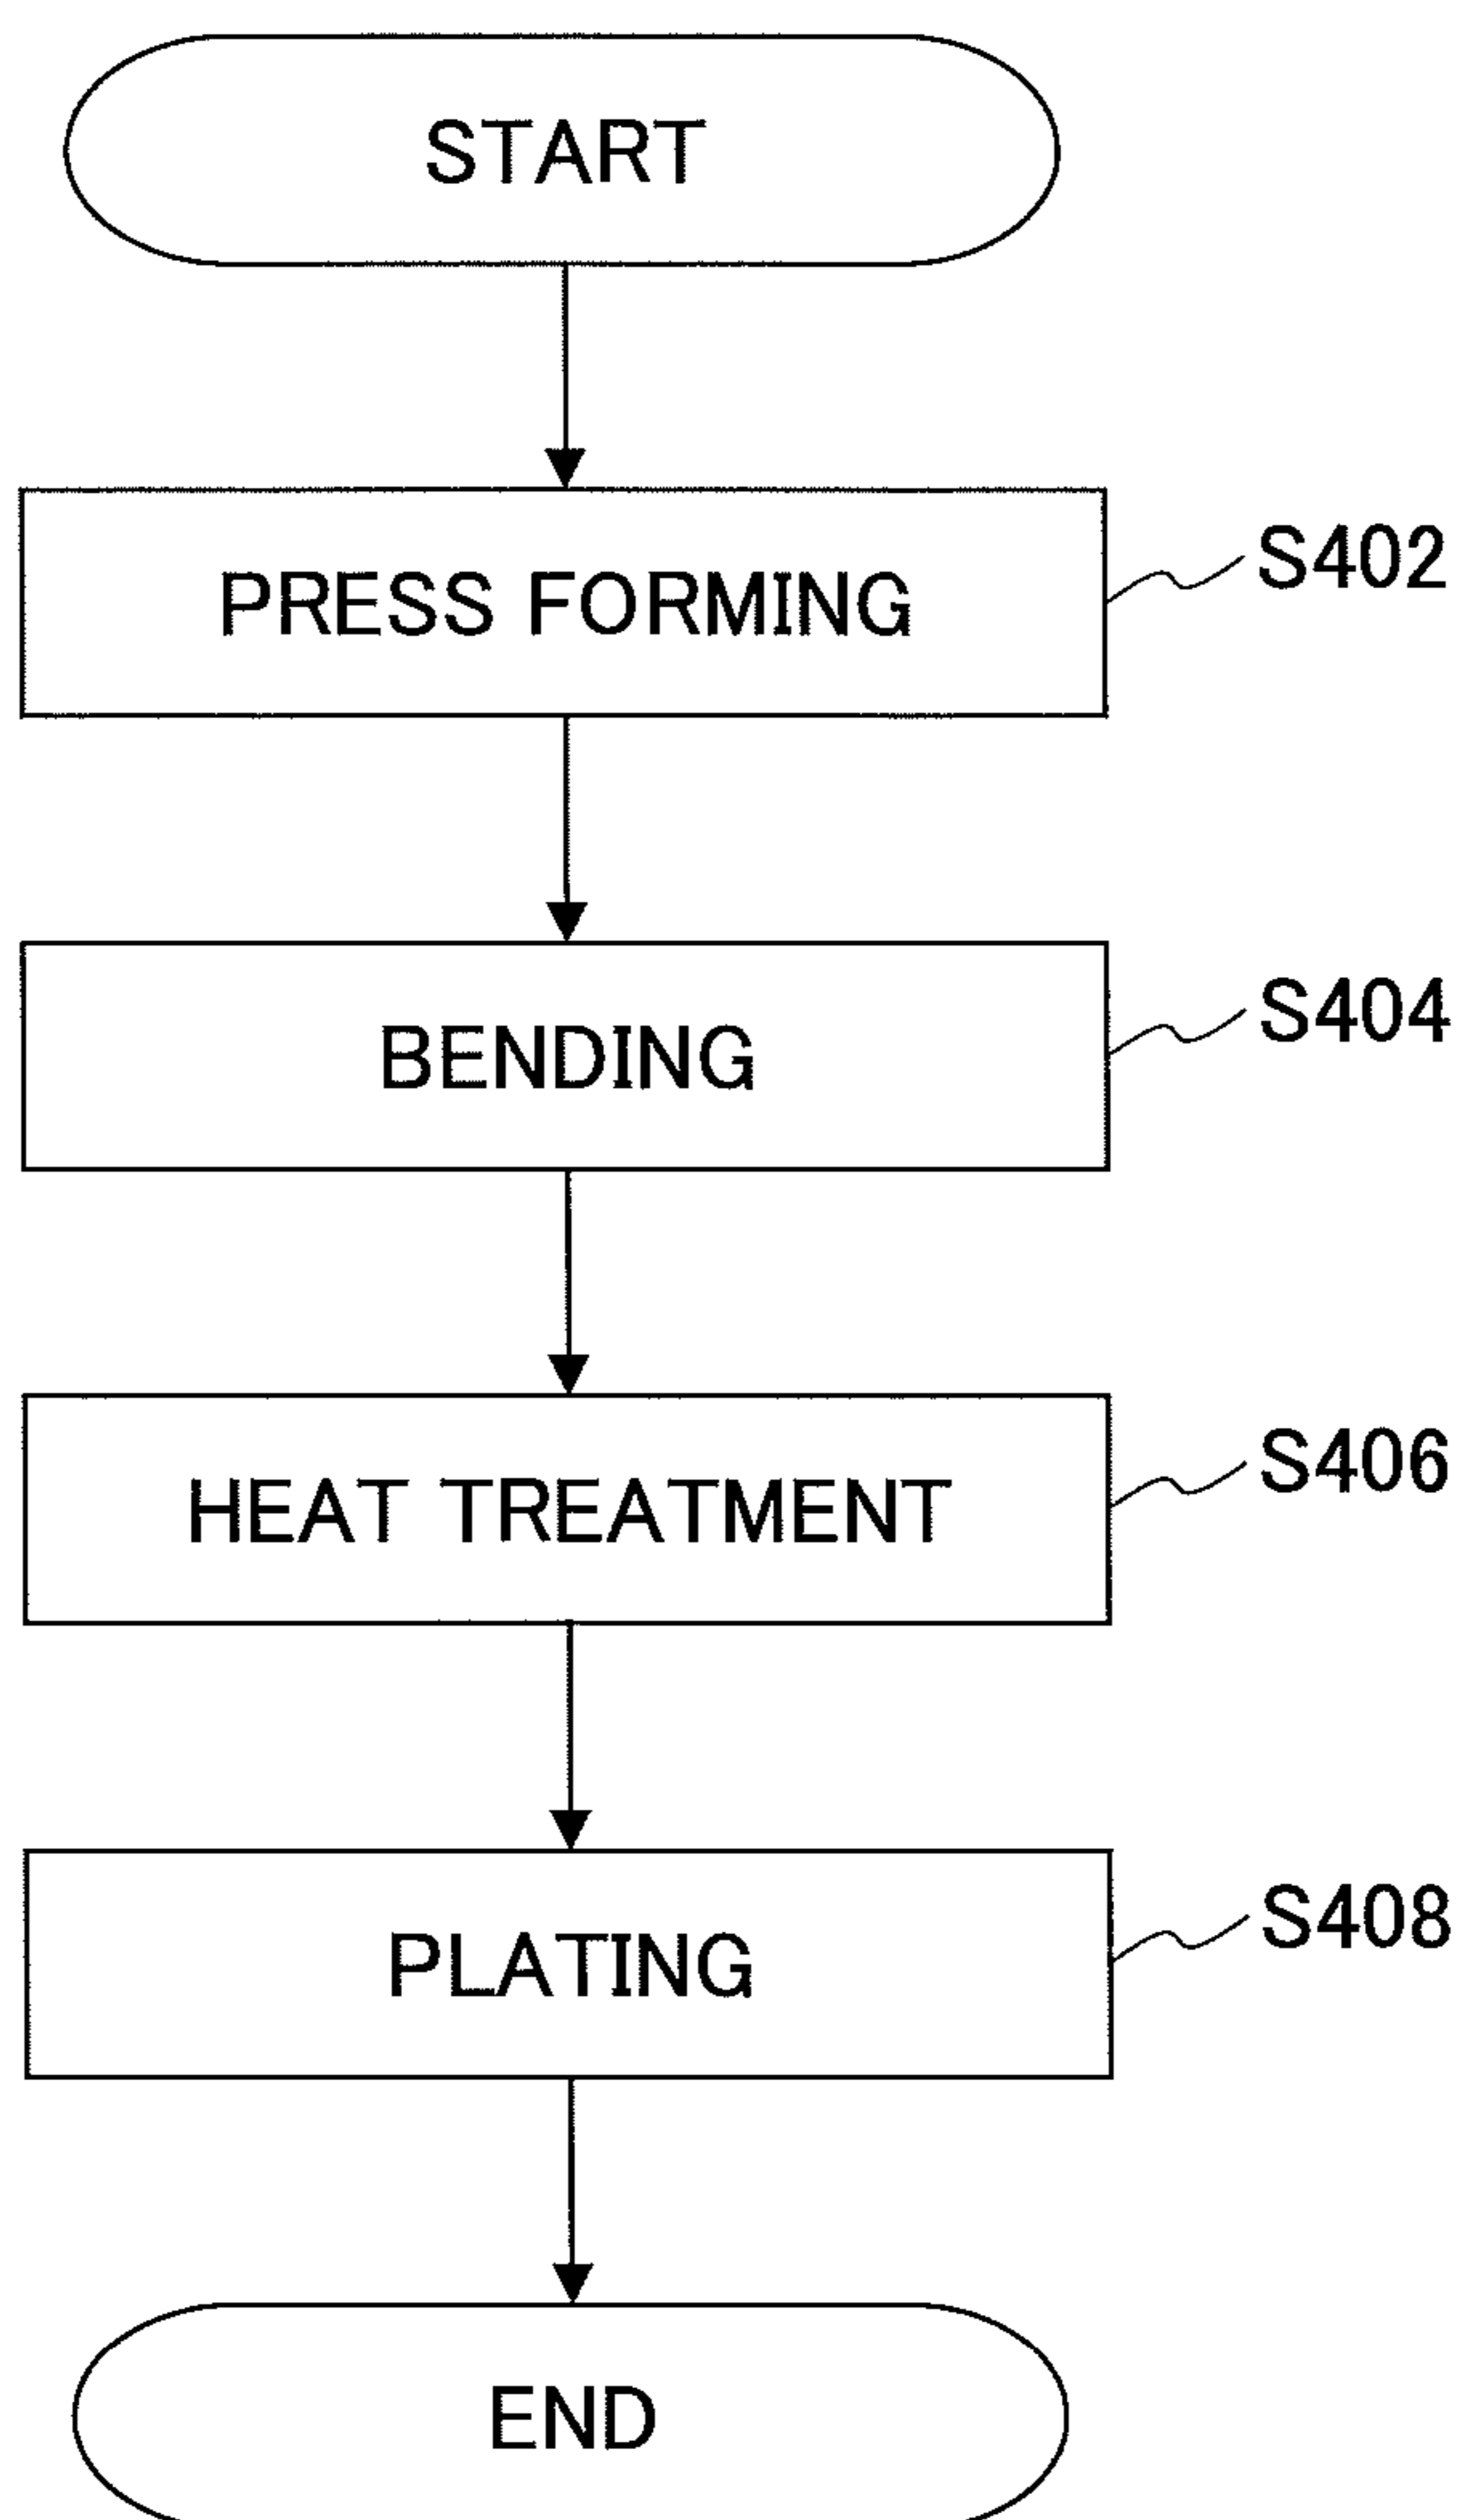 START
PRESS FORMING
S402
BENDING
S404
HEAT TREATMENT
S406
PLATING
S408
END